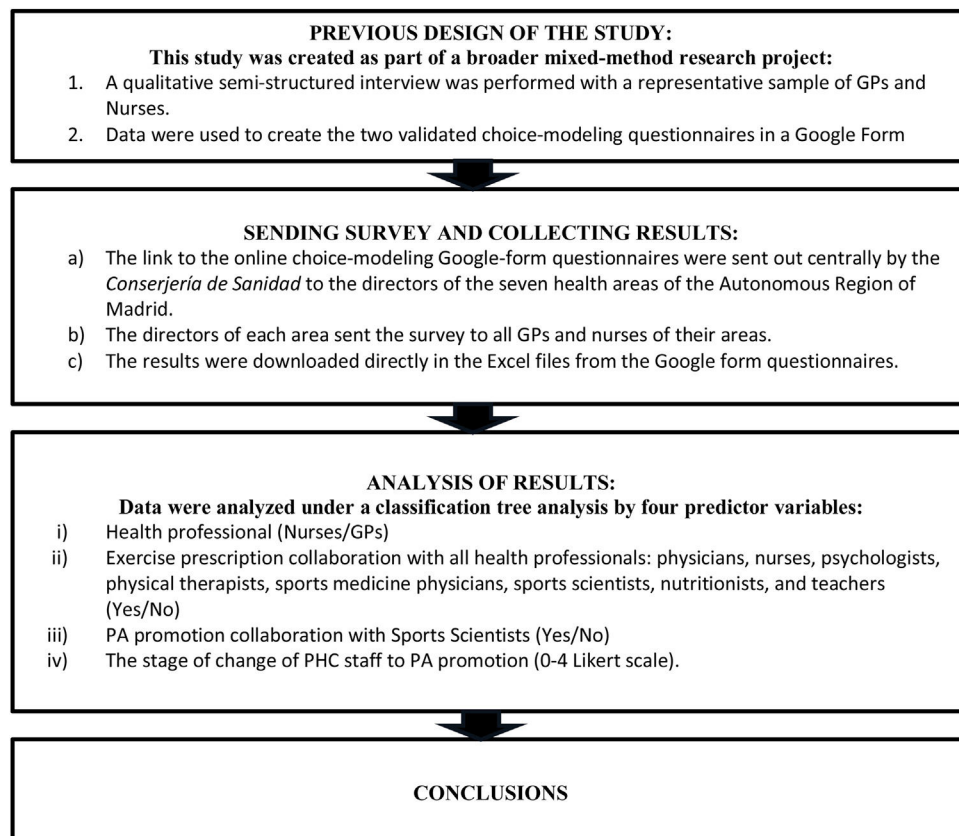 PREVIOUS DESIGN OF THE STUDY:
This study was created as part of a broader mixed-method research project:
1. A qualitative semi-structured interview was performed with a representative sample of GPs and
Nurses.
2. Data were used to create the two validated choice-modeling questionnaires in a Google Form
SENDING SURVEY AND COLLECTING RESULTS:
a) The link to the online choice-modeling Google-form questionnaires were sent out centrally by the
Conserjería de Sanidad to the directors of the seven health areas of the Autonomous Region of
Madrid.
b) The directors of each area sent the survey to all GPs and nurses of their areas.
c) The results were downloaded directly in the Excel files from the Google form questionnaires.
ANALYSIS OF RESULTS:
Data were analyzed under a classification tree analysis by four predictor variables:
i) Health professional (Nurses/GPs)
ii) Exercise prescription collaboration with all health professionals: physicians, nurses, psychologists,
physical therapists, sports medicine physicians, sports scientists, nutritionists, and teachers
(Yes/No)
iii) PA promotion collaboration with Sports Scientists (Yes/No)
iv) The stage of change of PHC staff to PA promotion (0-4 Likert scale).
CONCLUSIONS